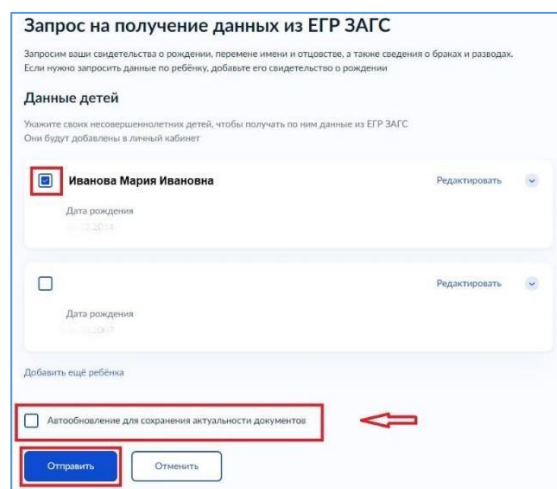 Запрос на получение данных из ЕГР ЗАГС
Запросим ваши свидетельства о рождении, перемене имени и отцовстве, а также сведения о браках и разводах.
Если нужно запросить данные по ребёнку, добавьте его свидетельство о рождении
Данные детей
Укажите своих несовершеннолетних детей, чтобы получать по ним данные из ЕГР ЗАГС
Они будут добавлены в личный кабинет
Иванова Мария Ивановна Редактировать
Дата рождения
Редактировать
Дата рождения
Добавить ещё ребёнка
Автообновление для сохранения актуальности документов
Отправить Отменить